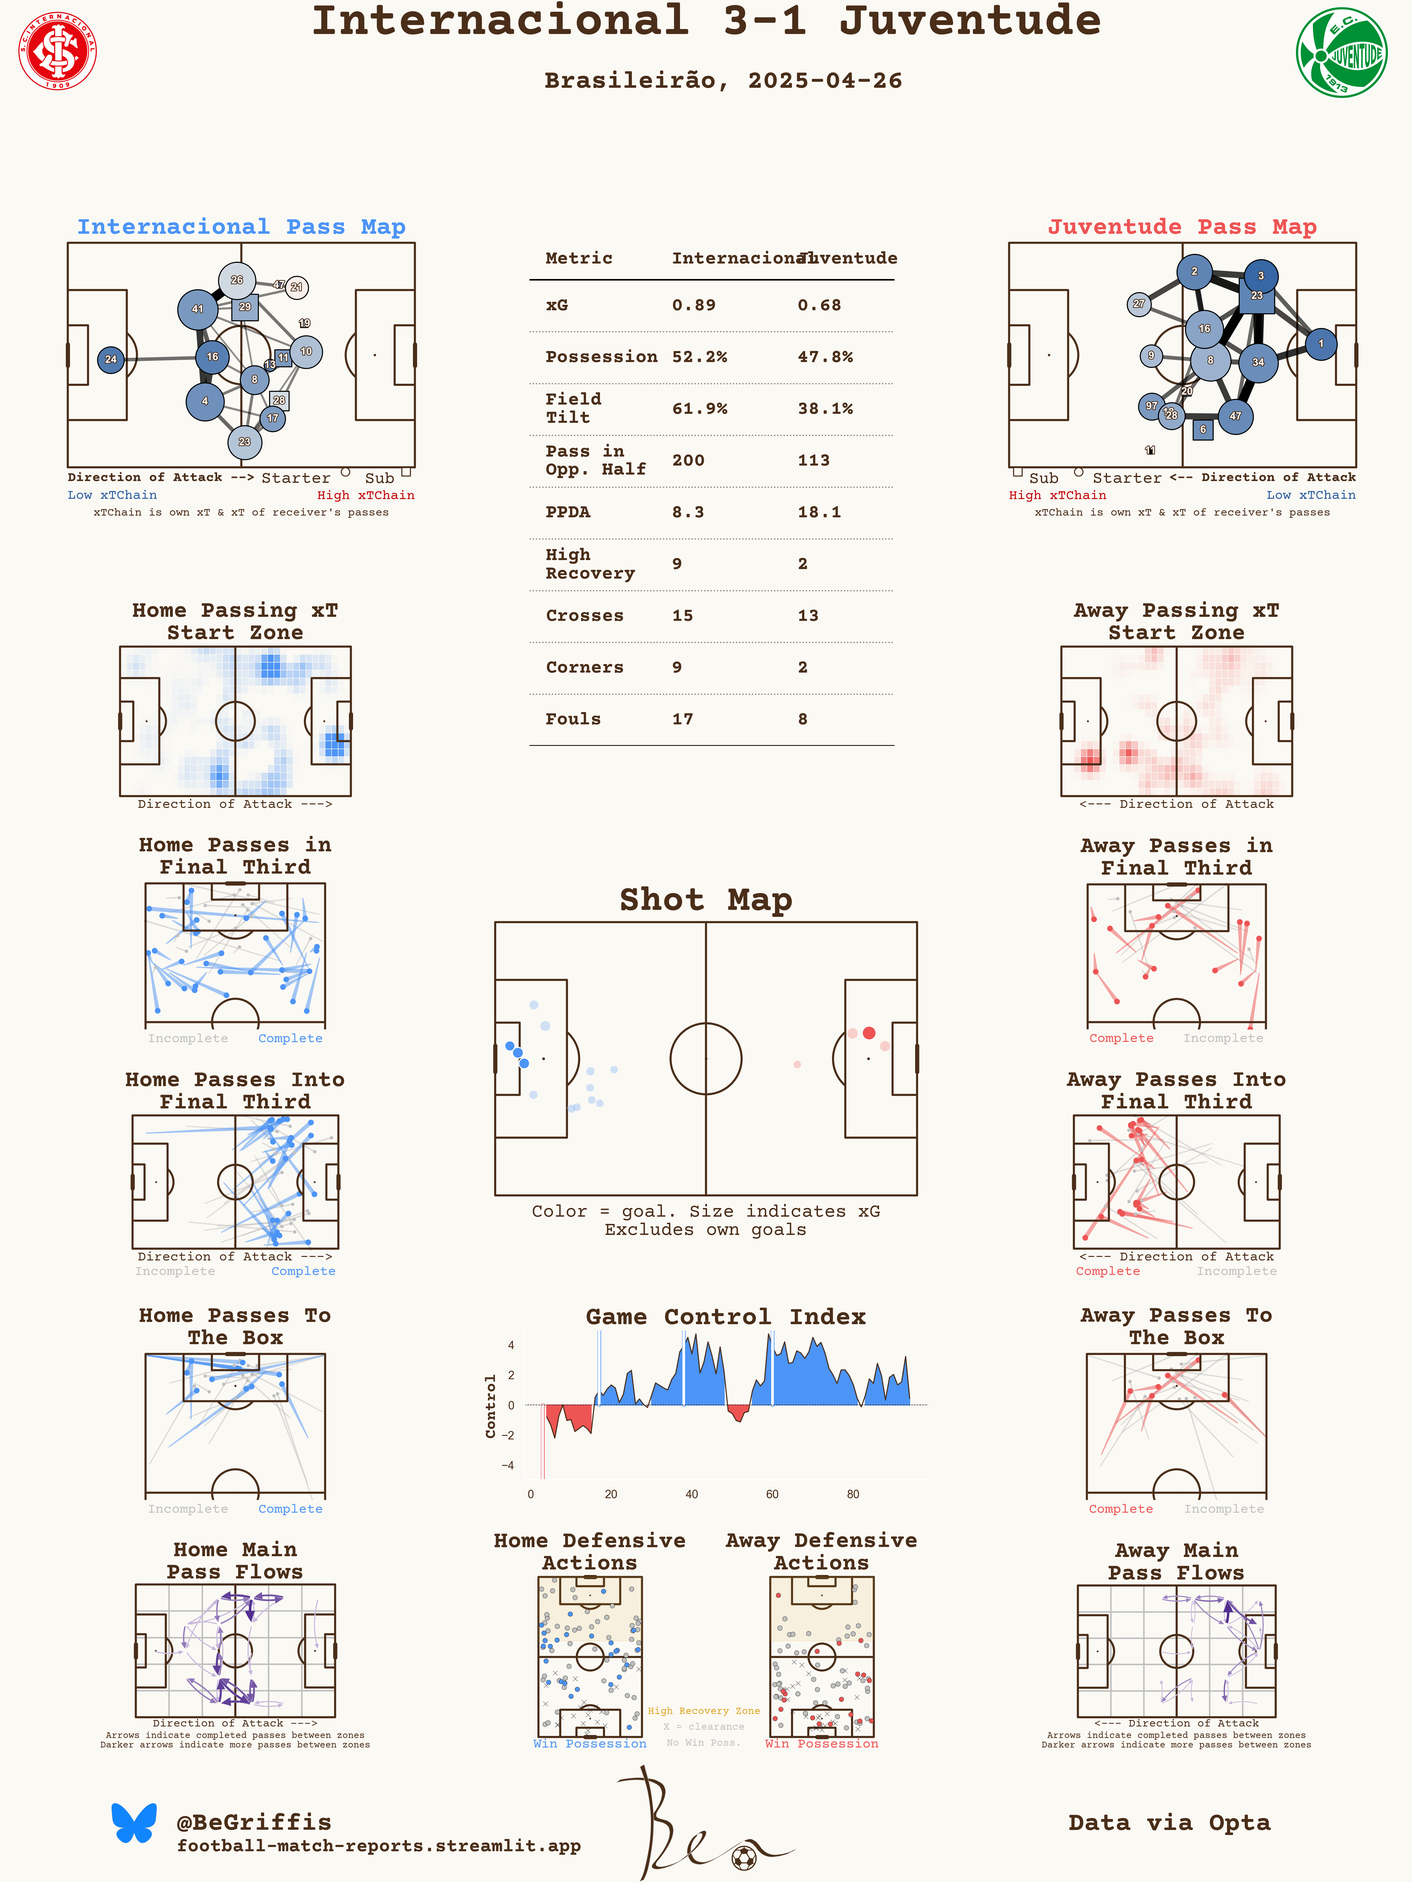 Internacional 3-1 Juventude
Brasileirão, 2025-04-26
S.C. INTERNACIONAL
1909
E.C.
JUVENTUDE
1913
Internacional Pass Map
26
47
21
41
29
19
24
16
13
11
10
8
4
28
17
23
Direction of Attack --> Starter Sub
Low xTChain High xTChain
xTChain is own xT & xT of receiver's passes
Metric Internacional Juventude
xG 0.89 0.68
Possession 52.2% 47.8%
Field
Tilt 61.9% 38.1%
Pass in
Opp. Half 200 113
PPDA 8.3 18.1
High
Recovery 9 2
Crosses 15 13
Corners 9 2
Fouls 17 8
Juventude Pass Map
2
3
23
27
16
1
9
8
34
20
97
28
47
6
11
Sub Starter <-- Direction of Attack
High xTChain Low xTChain
xTChain is own xT & xT of receiver's passes
Home Passing xT
Start Zone
Direction of Attack --->
Away Passing xT
Start Zone
<--- Direction of Attack
Home Passes in
Final Third
Incomplete Complete
Away Passes in
Final Third
Complete Incomplete
Shot Map
Color = goal. Size indicates xG
Excludes own goals
Home Passes Into
Final Third
Direction of Attack --->
Incomplete Complete
Away Passes Into
Final Third
<--- Direction of Attack
Complete Incomplete
Home Passes To
The Box
Incomplete Complete
Game Control Index
Control
4
2
0
−2
−4
0 20 40 60 80
Away Passes To
The Box
Complete Incomplete
Home Main
Pass Flows
Direction of Attack --->
Arrows indicate completed passes between zones
Darker arrows indicate more passes between zones
Home Defensive
Actions
Win Possession
High Recovery Zone
X = clearance
No Win Poss.
Away Defensive
Actions
Win Possession
Away Main
Pass Flows
<--- Direction of Attack
Arrows indicate completed passes between zones
Darker arrows indicate more passes between zones
@BeGriffis
football-match-reports.streamlit.app
Ben
Data via Opta